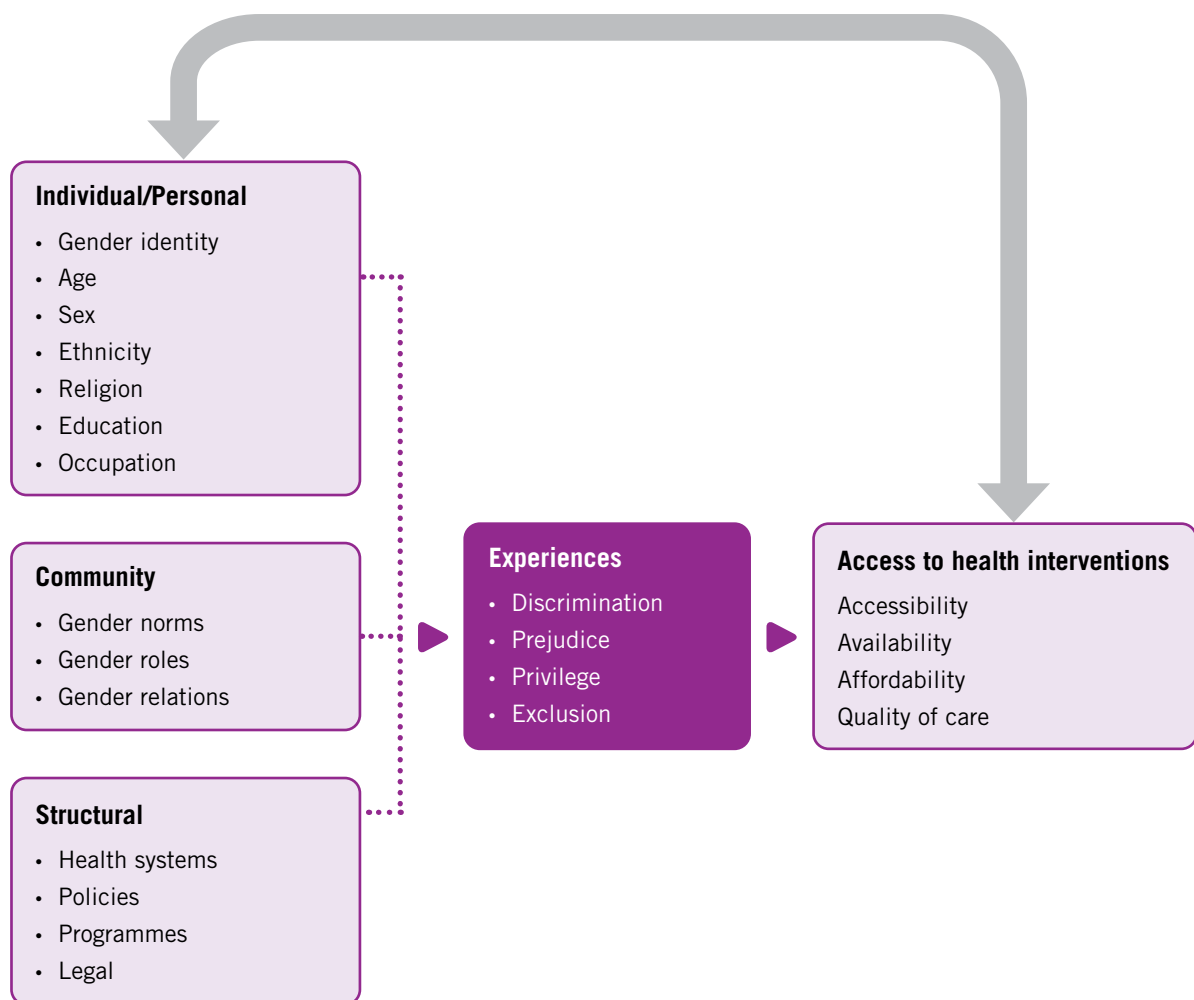 Individual/Personal
• Gender identity
• Age
• Sex
• Ethnicity
• Religion
• Education
• Occupation
Community
• Gender norms
• Gender roles
• Gender relations
Structural
• Health systems
• Policies
• Programmes
• Legal
Experiences
• Discrimination
• Prejudice
• Privilege
• Exclusion
Access to health interventions
Accessibility
Availability
Affordability
Quality of care